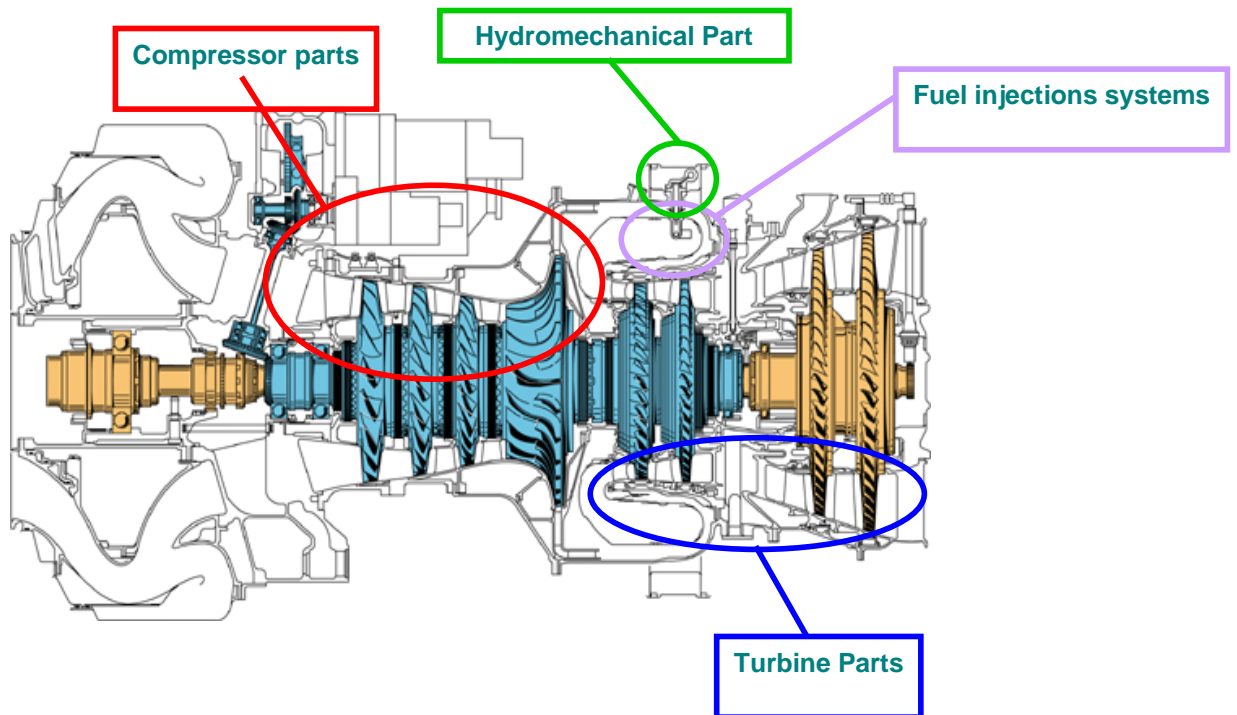 Hydromechanical Part
Compressor parts
Fuel injections systems
Turbine Parts